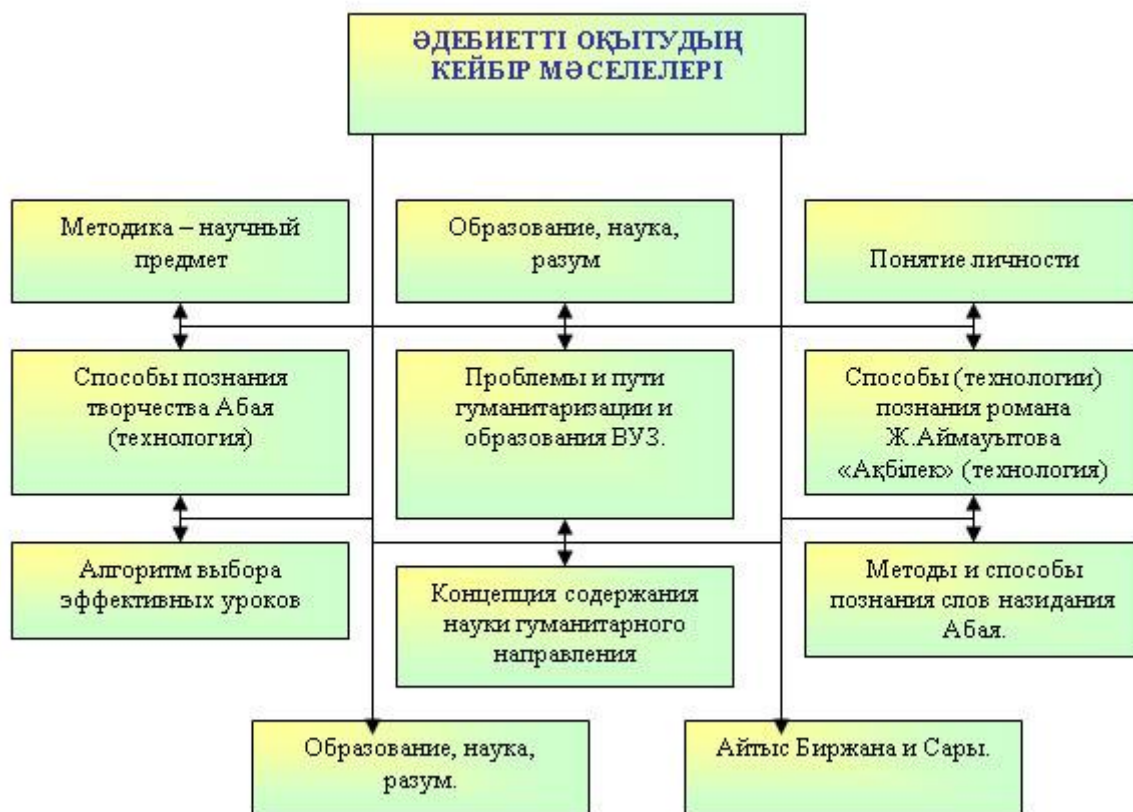 ӘДЕБИЕТТІ ОҚЫТУДЫҢ
КЕЙБІР МӘСЕЛЕЛЕРІ
Методика – научный
предмет
Образование, наука,
разум
Понятие личности
Способы познания
творчества Абая
(технология)
Проблемы и пути
гуманитаризации и
образования ВУЗ.
Способы (технологии)
познания романа
Ж.Аймауытова
«Ақбілек» (технология)
Алгоритм выбора
эффективных уроков
Концепция содержания
науки гуманитарного
направления
Методы и способы
познания слов назидания
Абая.
Образование, наука,
разум.
Айтыс Биржана и Сары.